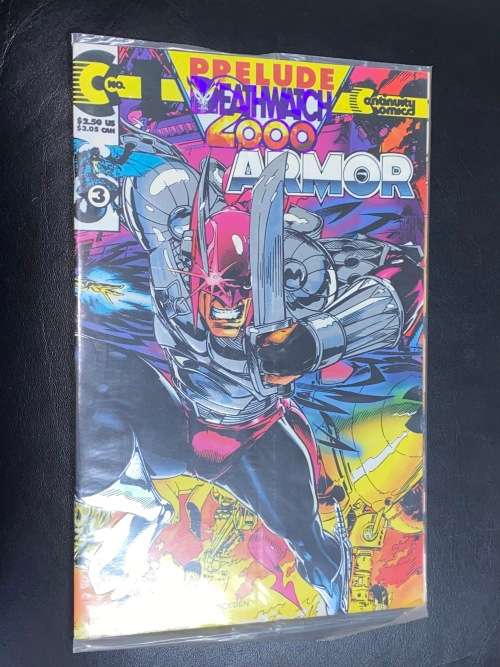 PRELUDE
NO. 1
DEATHWATCH
2000
Continuity
Comics
$2.50 US
$3.05 CAN
ARMOR
3